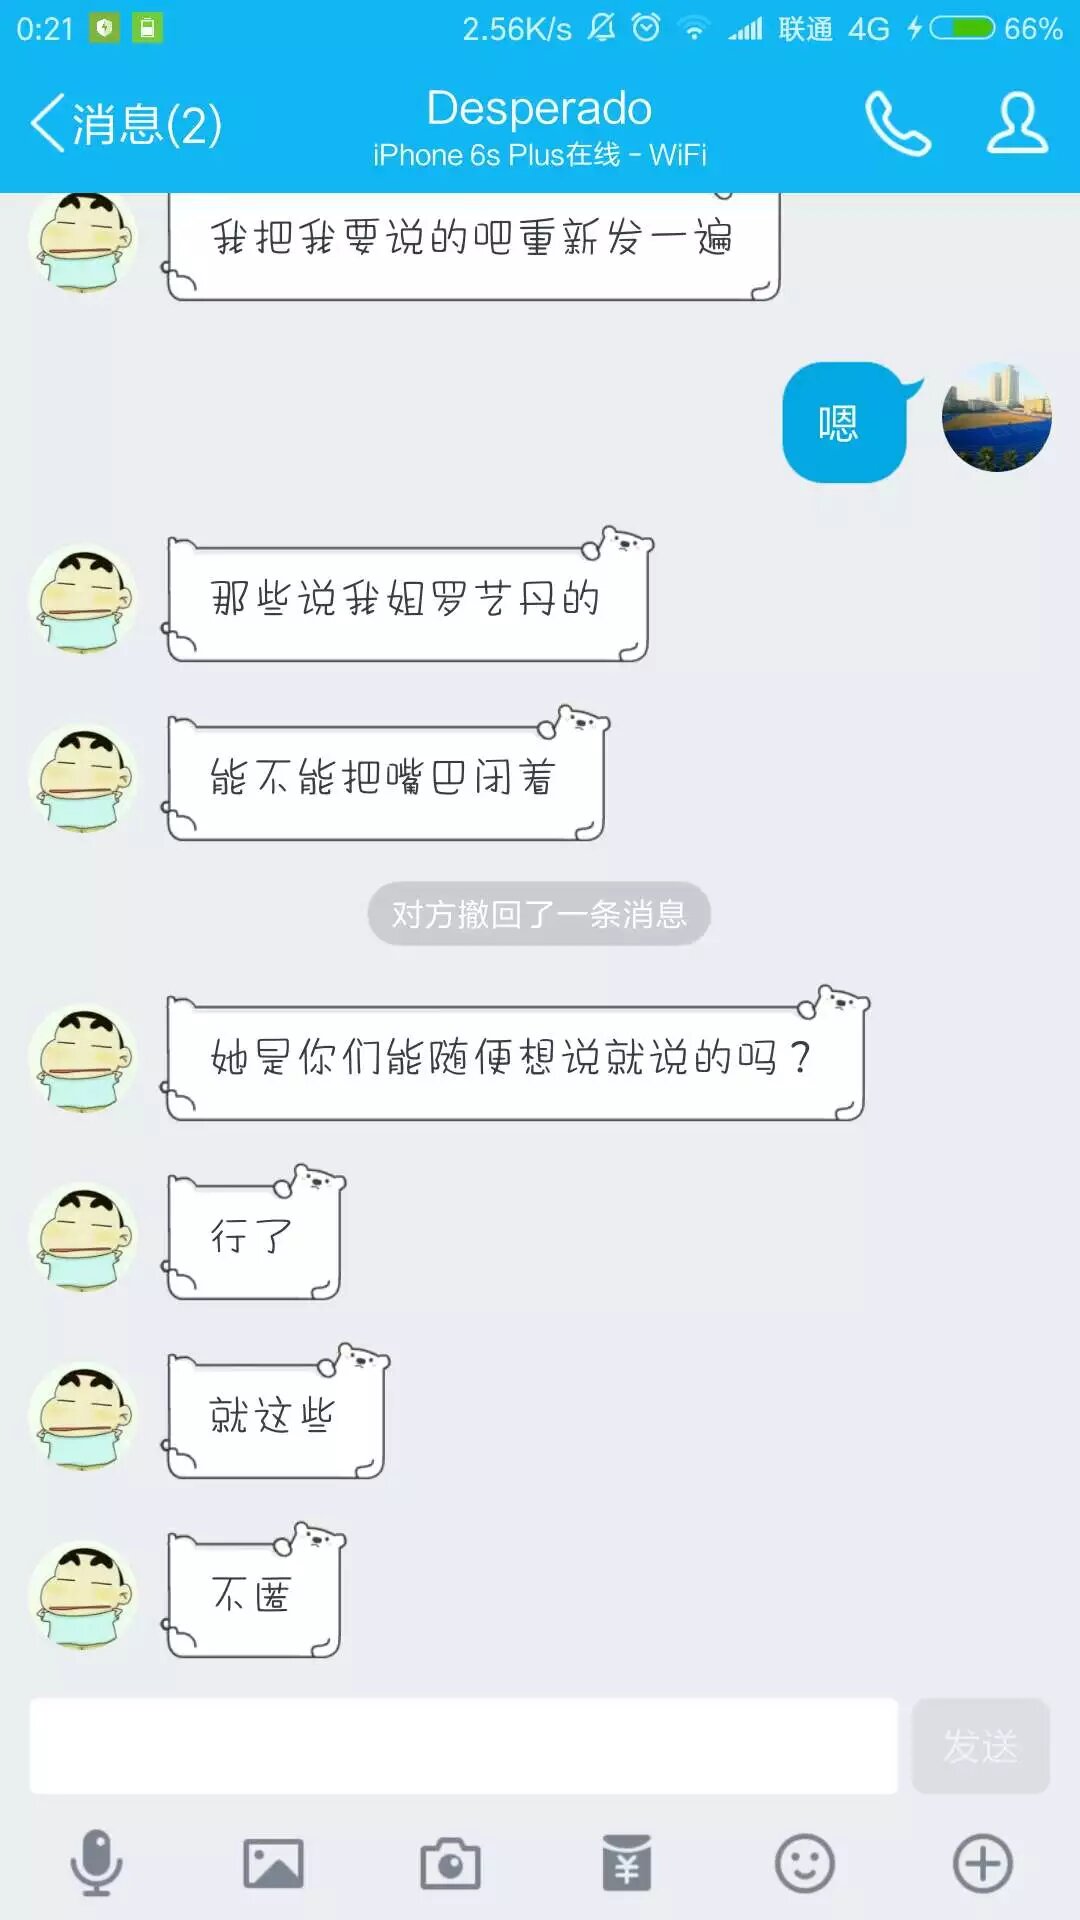 0:21 2.56K/s 联通 4G 66%
消息(2) Desperado
iPhone 6s Plus在线 - WiFi
我把我要说的吧重新发一遍
嗯
那些说我姐罗艺丹的
能不能把嘴巴闭着
对方撤回了一条消息
她是你们能随便想说就说的吗？
行了
就这些
不匿
发送